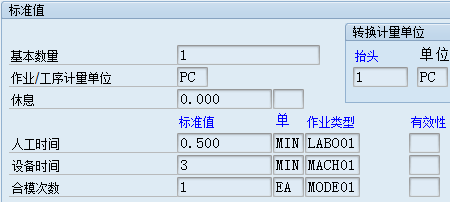 标准值
转换计量单位
抬头 单位
1 PC
基本数量 1
作业/工序计量单位 PC
休息 0.000
标准值 单 作业类型 有效性
人工时间 0.500 MIN LABO01
设备时间 3 MIN MACH01
合模次数 1 EA MODE01